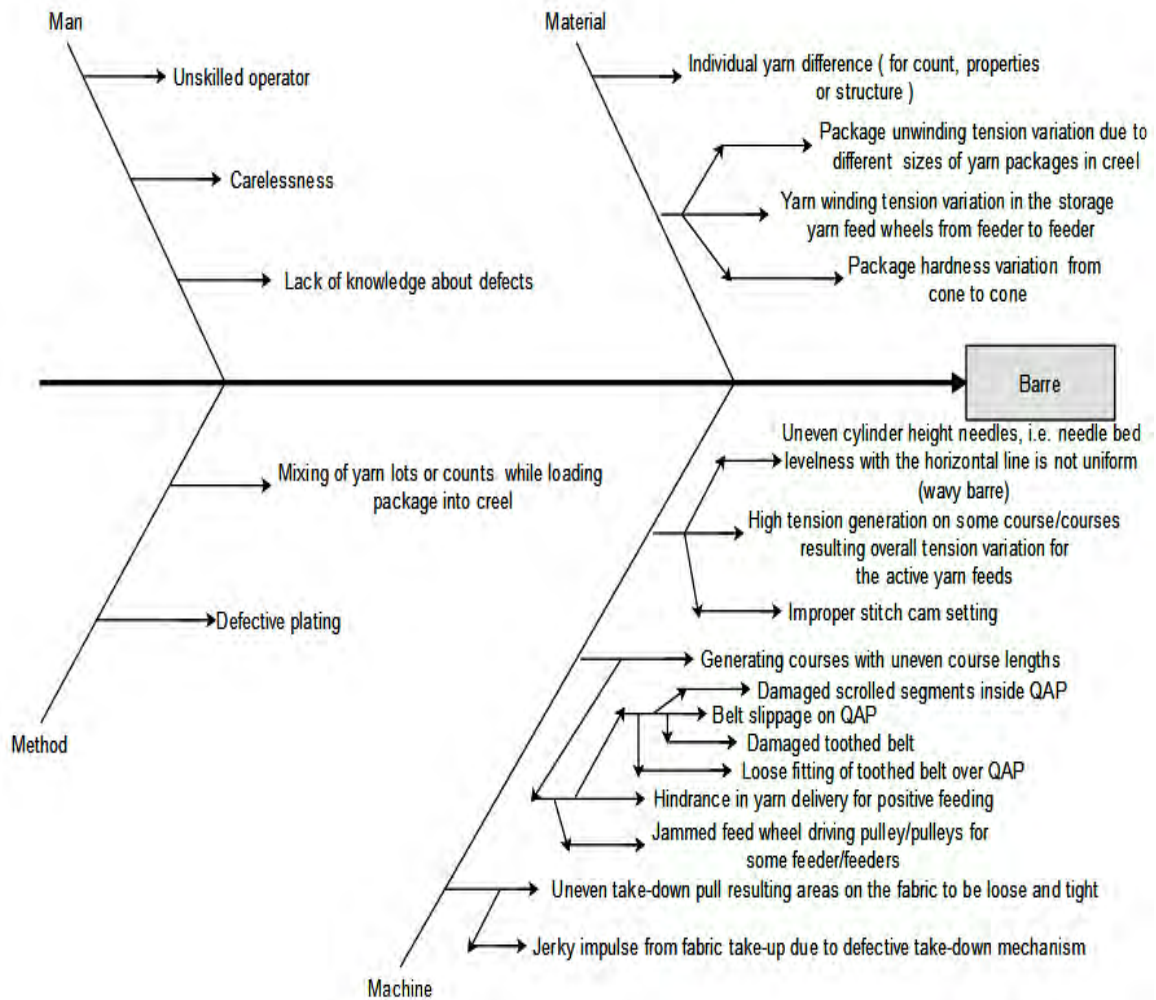 Man
Material
Unskilled operator
Individual yarn difference ( for count, properties
or structure )
Package unwinding tension variation due to
different sizes of yarn packages in creel
Carelessness
Yarn winding tension variation in the storage
yarn feed wheels from feeder to feeder
Lack of knowledge about defects
Package hardness variation from
cone to cone
Barre
Uneven cylinder height needles, i.e. needle bed
levelness with the horizontal line is not uniform
(wavy barre)
Mixing of yarn lots or counts while loading
package into creel
High tension generation on some course/courses
resulting overall tension variation for
the active yarn feeds
Defective plating
Improper stitch cam setting
Generating courses with uneven course lengths
Damaged scrolled segments inside QAP
Belt slippage on QAP
Method
Damaged toothed belt
Loose fitting of toothed belt over QAP
Hindrance in yarn delivery for positive feeding
Jammed feed wheel driving pulley/pulleys for
some feeder/feeders
Uneven take-down pull resulting areas on the fabric to be loose and tight
Jerky impulse from fabric take-up due to defective take-down mechanism
Machine